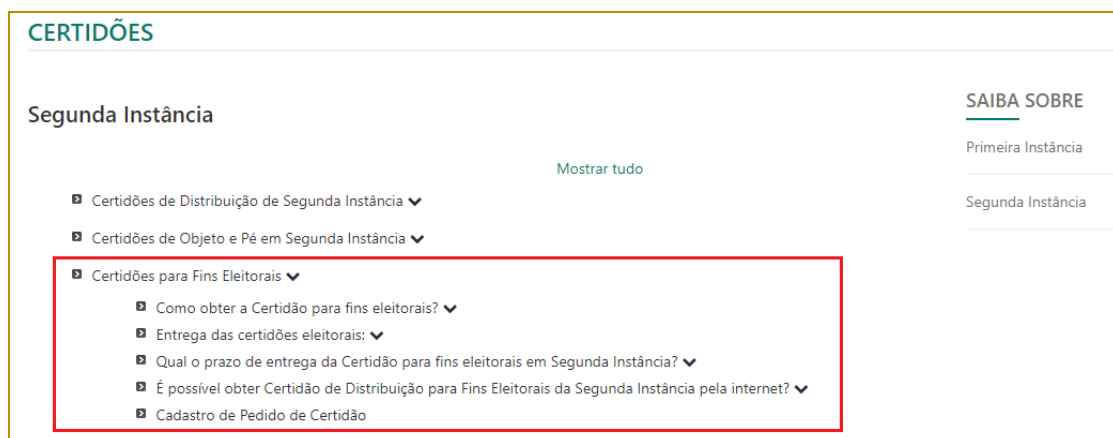 CERTIDÕES
Segunda Instância
Mostrar tudo
Certidões de Distribuição de Segunda Instância
Certidões de Objeto e Pé em Segunda Instância
Certidões para Fins Eleitorais
Como obter a Certidão para fins eleitorais?
Entrega das certidões eleitorais:
Qual o prazo de entrega da Certidão para fins eleitorais em Segunda Instância?
É possível obter Certidão de Distribuição para Fins Eleitorais da Segunda Instância pela internet?
Cadastro de Pedido de Certidão
SAIBA SOBRE
Primeira Instância
Segunda Instância